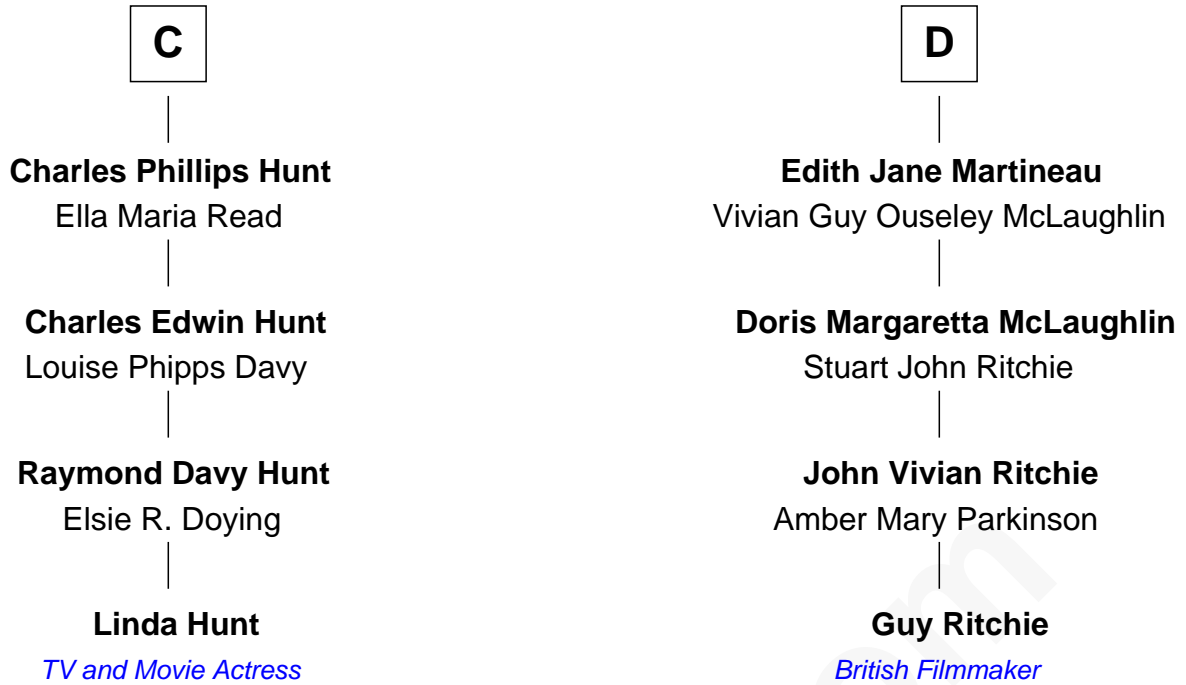 C
Charles Phillips Hunt
Ella Maria Read
Charles Edwin Hunt
Louise Phipps Davy
Raymond Davy Hunt
Elsie R. Doying
Linda Hunt
TV and Movie Actress
D
Edith Jane Martineau
Vivian Guy Ouseley McLaughlin
Doris Margaretta McLaughlin
Stuart John Ritchie
John Vivian Ritchie
Amber Mary Parkinson
Guy Ritchie
British Filmmaker